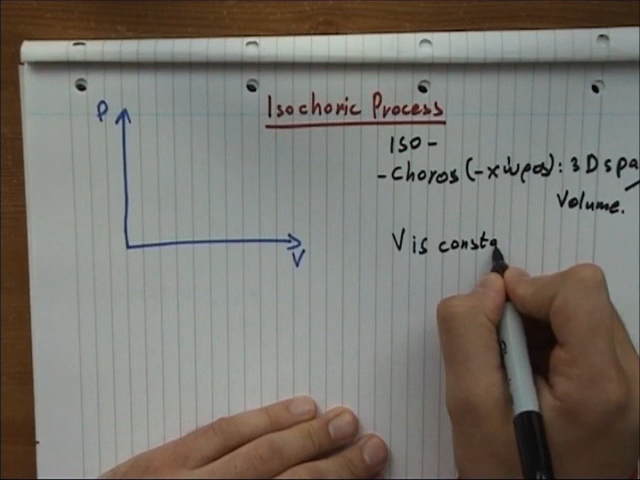 Isochoric Process
P
ISO -
- Choros (-χώρος): 3D spa
Volume.
V is consta
V